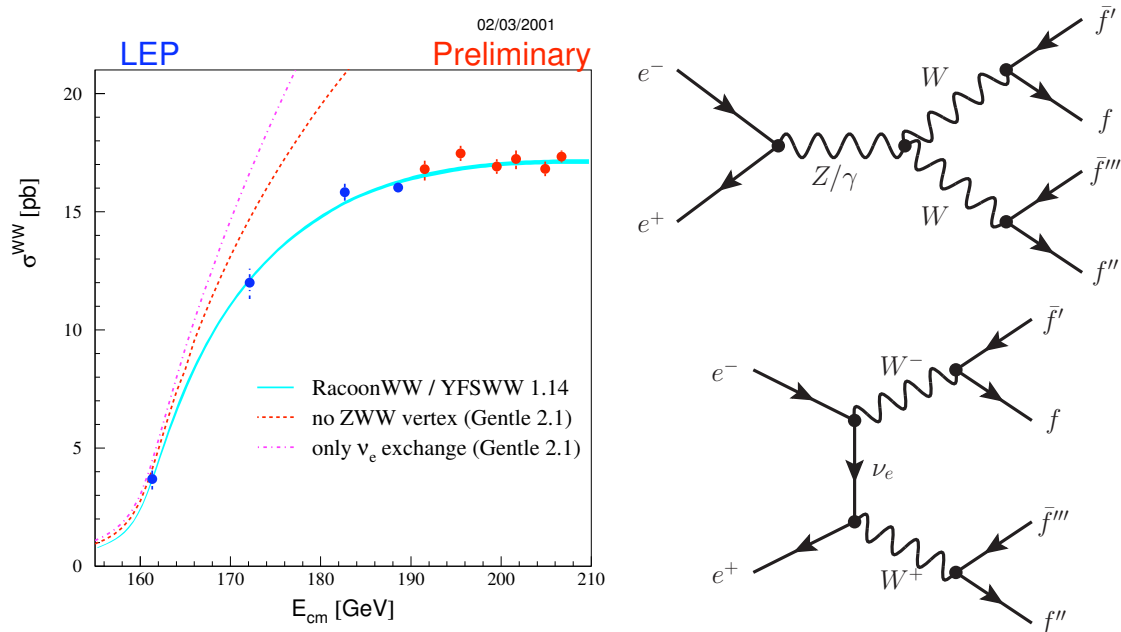 02/03/2001
LEP Preliminary
σ^WW [pb]
20
15
10
5
0
RacoonWW / YFSWW 1.14
no ZWW vertex (Gentle 2.1)
only ν_e exchange (Gentle 2.1)
160 170 180 190 200 210
E_cm [GeV]
e⁻
e⁺
Z/γ
W
W
f̄′
f
f̄‴
f″
e⁻
e⁺
ν_e
W⁻
W⁺
f̄′
f
f̄‴
f″